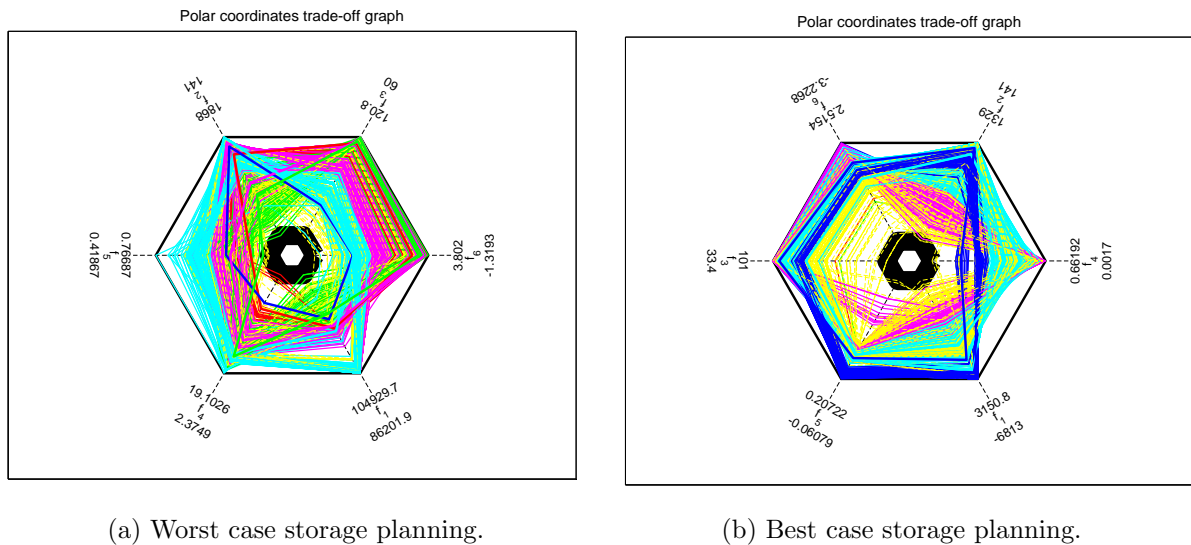 Polar coordinates trade-off graph
141
f2
1868
60
f3
120.8
0.41867
f5
0.76687
3.802
f6
-1.3193
19.1026
f4
2.3749
104929.7
f1
86201.9
(a) Worst case storage planning.
Polar coordinates trade-off graph
-3.2268
f6
2.5154
141
f2
1329
33.4
f3
101
0.66192
f4
0.0017
0.20722
f5
-0.06079
3150.8
f1
-6813
(b) Best case storage planning.